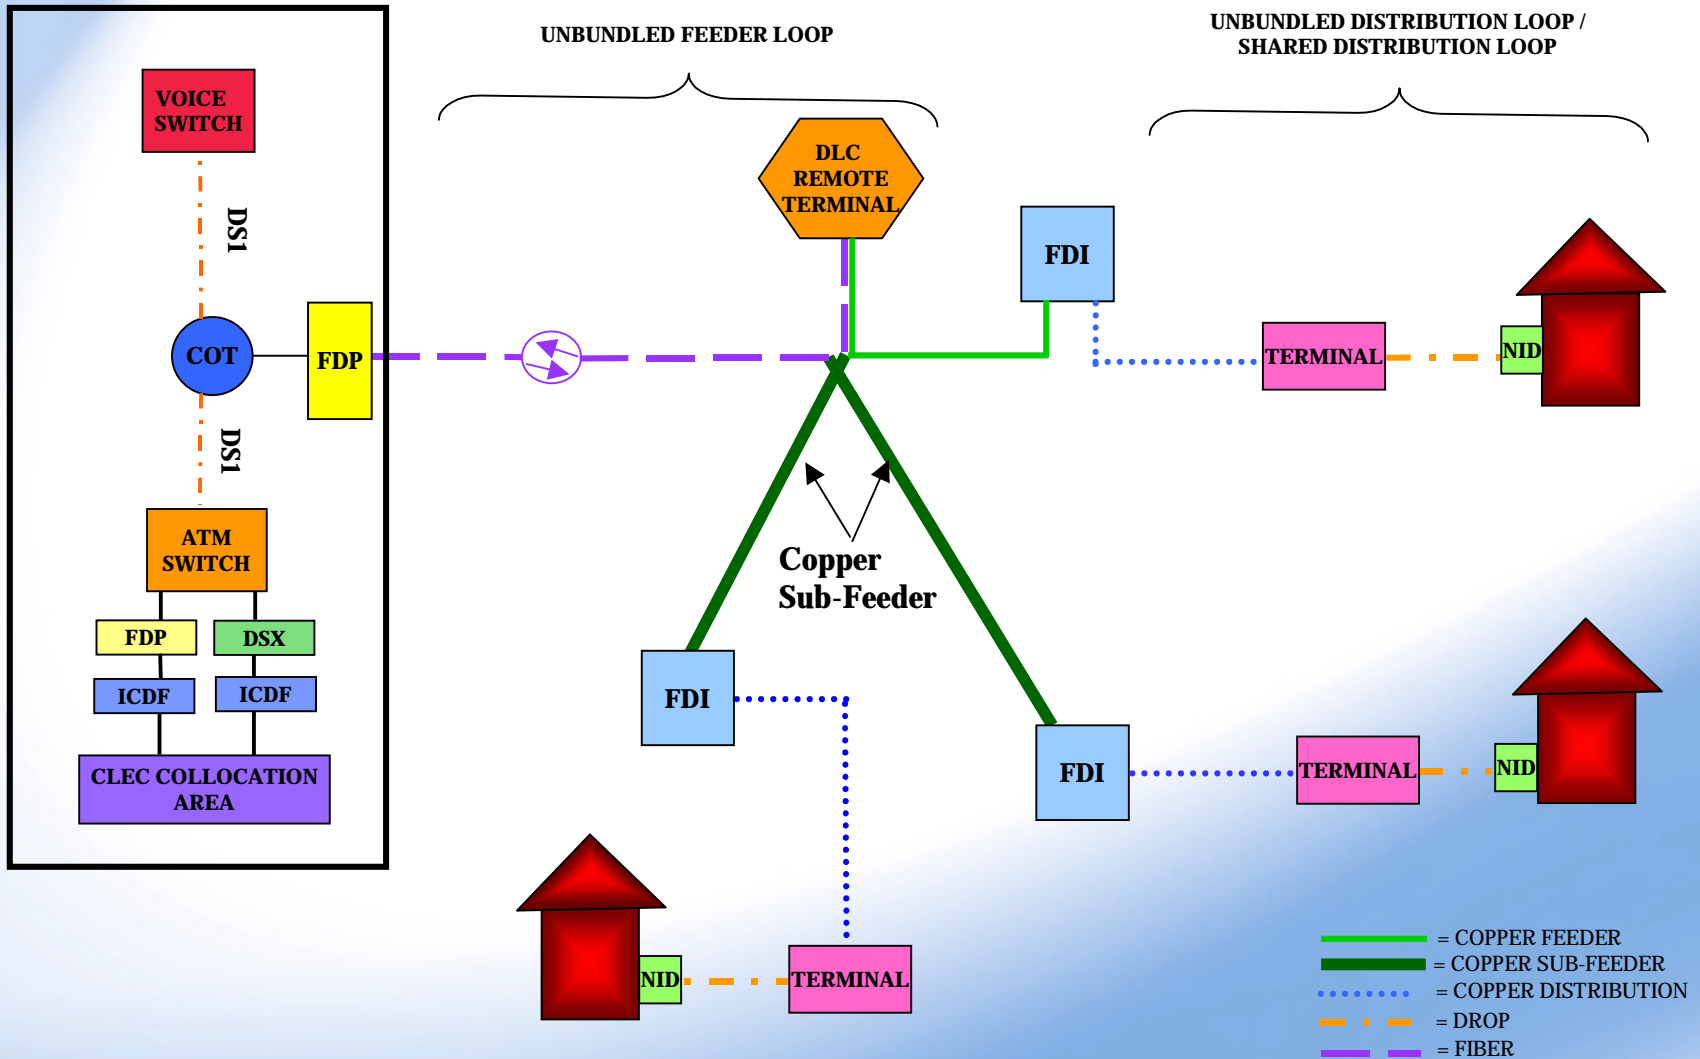 UNBUNDLED FEEDER LOOP
UNBUNDLED DISTRIBUTION LOOP /
SHARED DISTRIBUTION LOOP
VOICE
SWITCH
DS1
COT
FDP
DS1
ATM
SWITCH
FDP
DSX
ICDF
ICDF
CLEC COLLOCATION
AREA
DLC
REMOTE
TERMINAL
FDI
TERMINAL
NID
Copper
Sub-Feeder
FDI
FDI
TERMINAL
NID
NID
TERMINAL
= COPPER FEEDER
= COPPER SUB-FEEDER
= COPPER DISTRIBUTION
= DROP
= FIBER